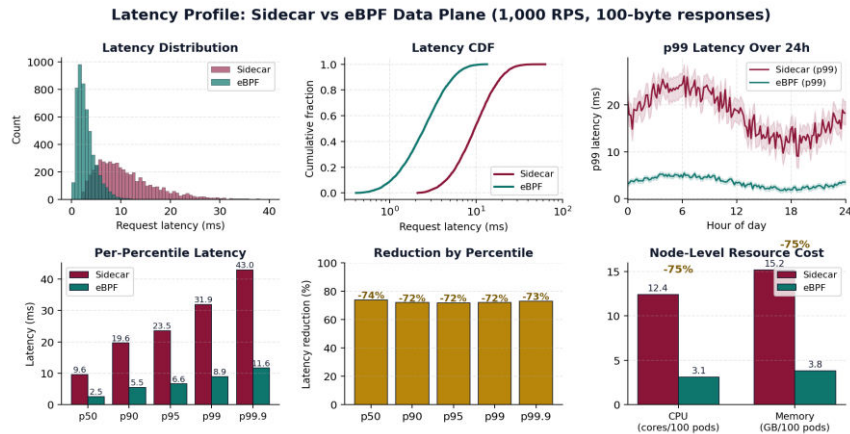 Latency Profile: Sidecar vs eBPF Data Plane (1,000 RPS, 100-byte responses)
Latency Distribution
Count
1000
800
600
400
200
0
Sidecar
eBPF
0 10 20 30 40
Request latency (ms)
Latency CDF
Cumulative fraction
1.0
0.8
0.6
0.4
0.2
0.0
Sidecar
eBPF
10⁰ 10¹ 10²
Request latency (ms)
p99 Latency Over 24h
p99 latency (ms)
20
10
0
Sidecar (p99)
eBPF (p99)
0 6 12 18 24
Hour of day
Per-Percentile Latency
Latency (ms)
40
30
20
10
0
Sidecar
eBPF
9.6 2.5 19.6 5.5 23.5 6.6 31.9 8.9 43.0 11.6
p50 p90 p95 p99 p99.9
Reduction by Percentile
Latency reduction (%)
100
80
60
40
20
0
-74% -72% -72% -72% -73%
p50 p90 p95 p99 p99.9
Node-Level Resource Cost
15
10
5
0
-75% -75%
Sidecar
eBPF
12.4 3.1 15.2 3.8
CPU
(cores/100 pods)
Memory
(GB/100 pods)